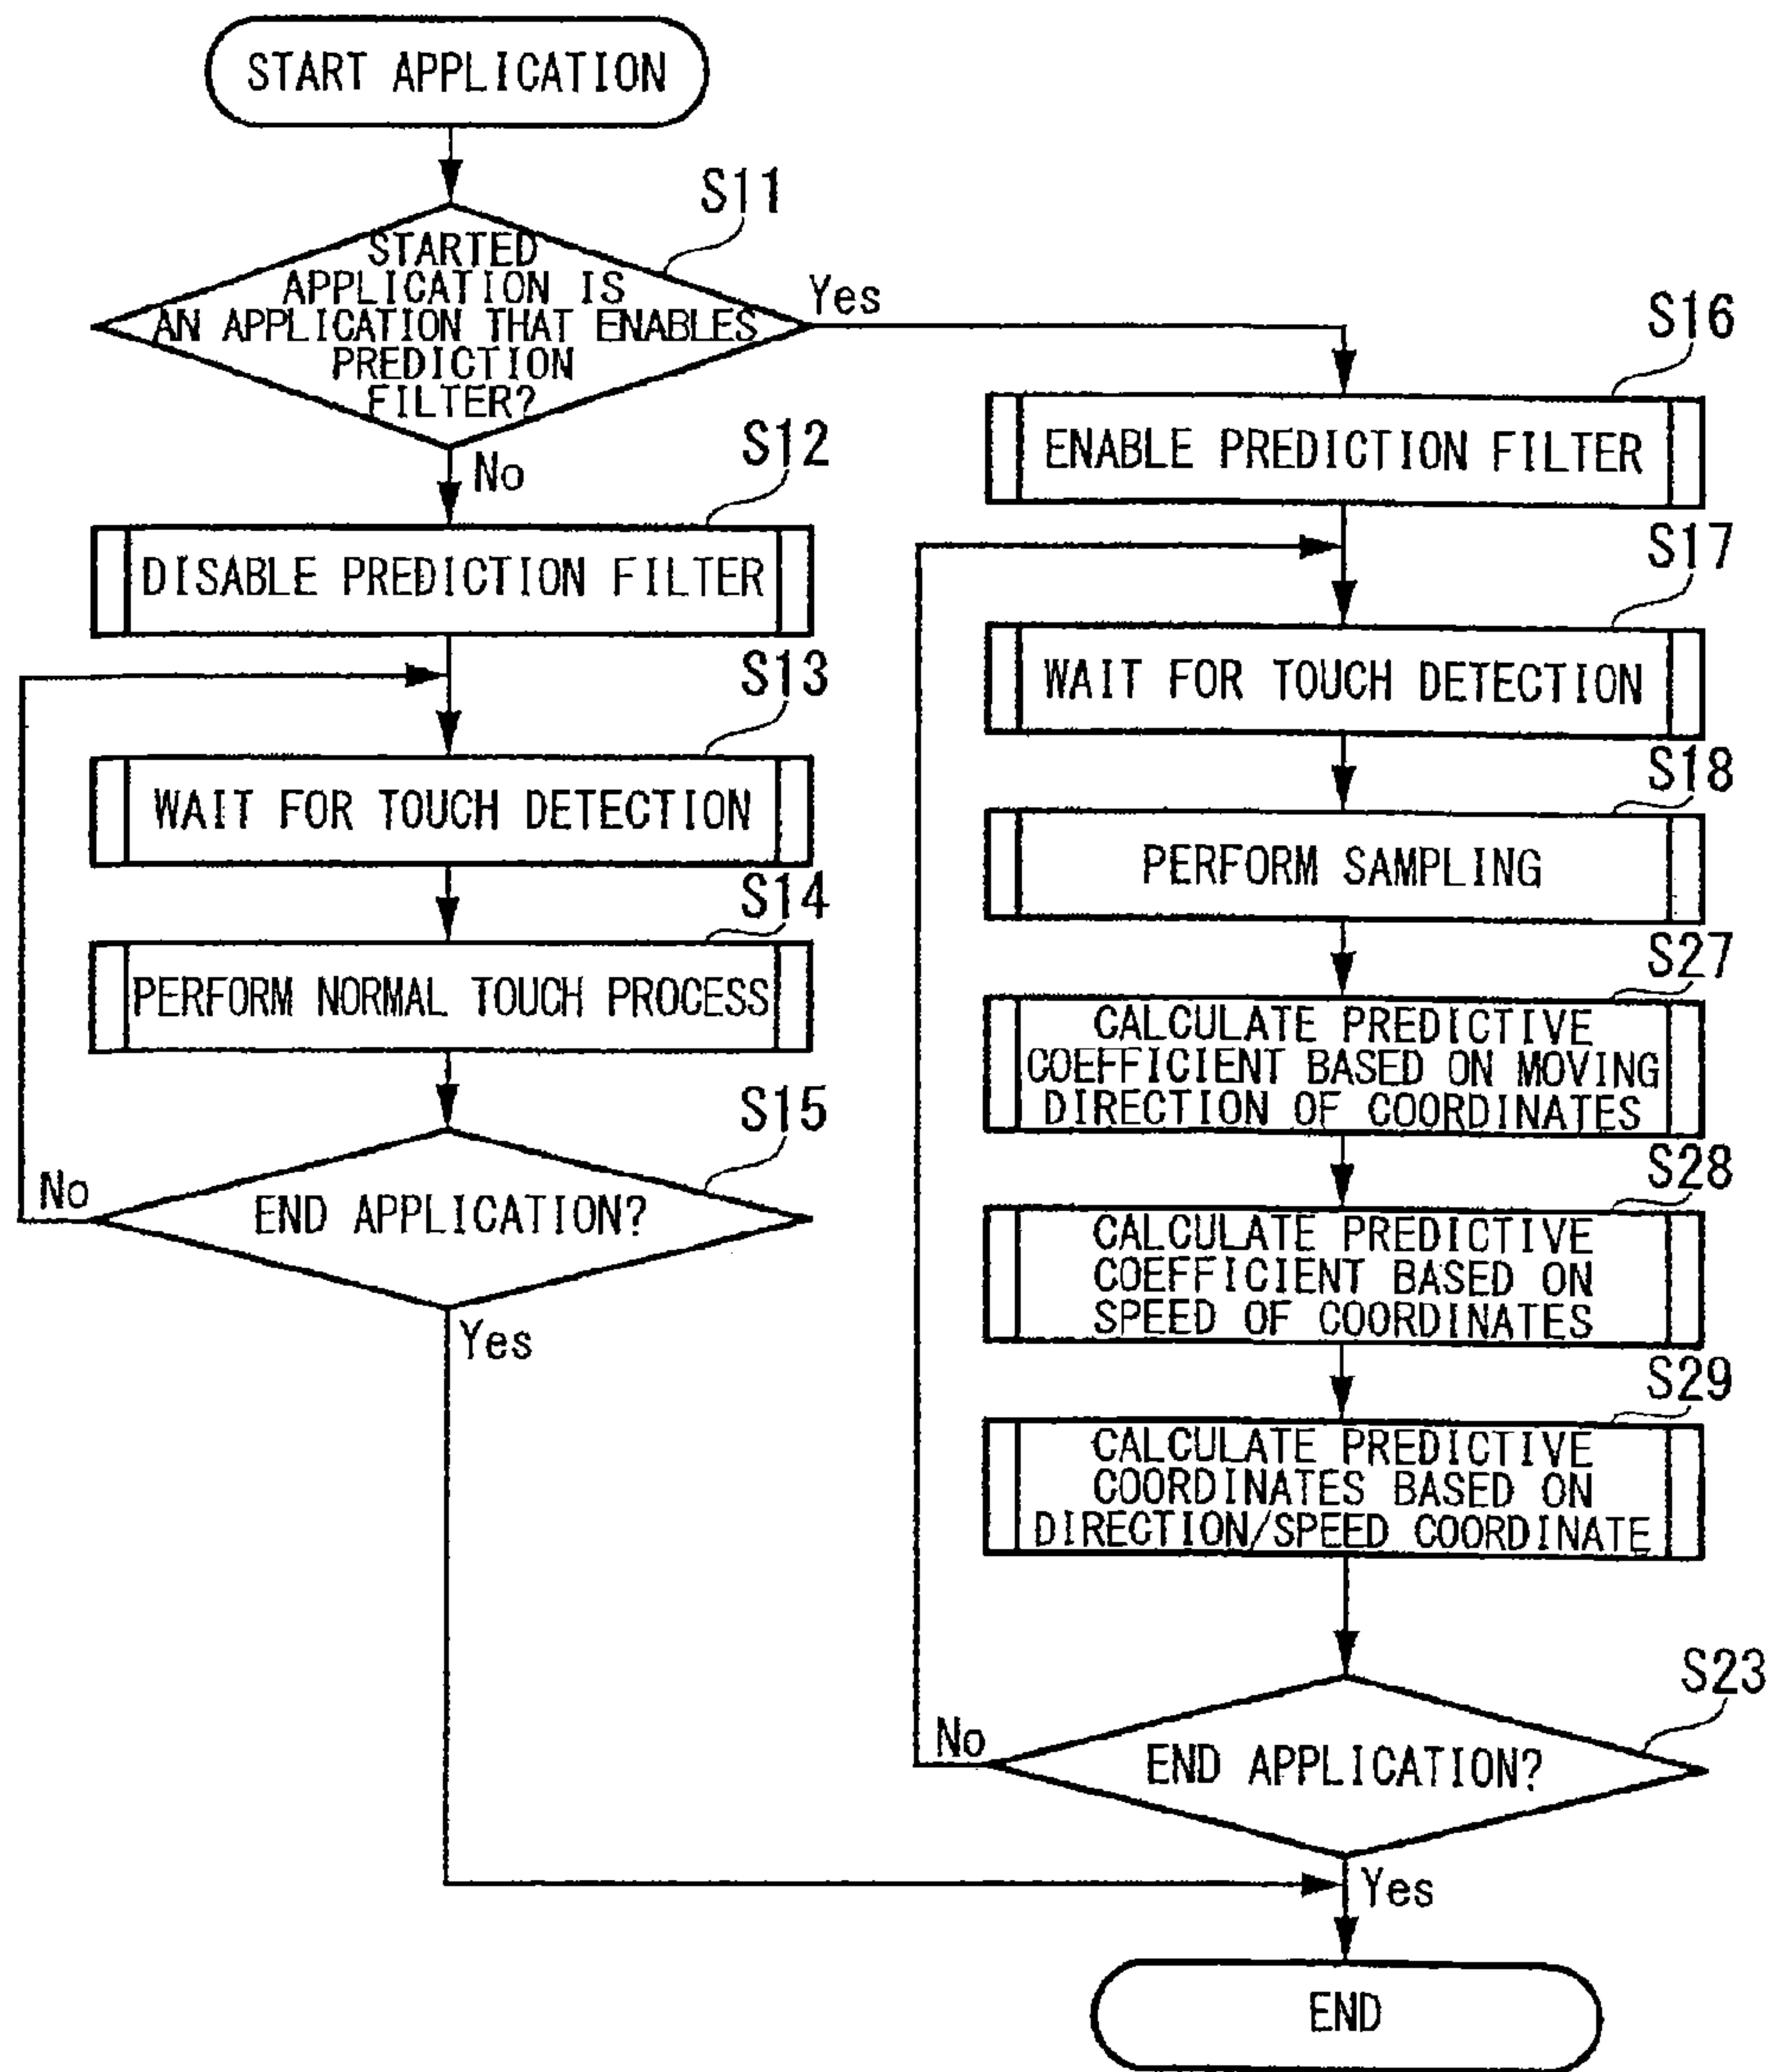 START APPLICATION
S11
STARTED
APPLICATION IS
AN APPLICATION THAT ENABLES
PREDICTION
FILTER?
Yes
No
S12
DISABLE PREDICTION FILTER
S13
WAIT FOR TOUCH DETECTION
S14
PERFORM NORMAL TOUCH PROCESS
S15
END APPLICATION?
No
Yes
S16
ENABLE PREDICTION FILTER
S17
WAIT FOR TOUCH DETECTION
S18
PERFORM SAMPLING
S27
CALCULATE PREDICTIVE
COEFFICIENT BASED ON MOVING
DIRECTION OF COORDINATES
S28
CALCULATE PREDICTIVE
COEFFICIENT BASED ON
SPEED OF COORDINATES
S29
CALCULATE PREDICTIVE
COORDINATES BASED ON
DIRECTION/SPEED COORDINATE
S23
END APPLICATION?
No
Yes
END